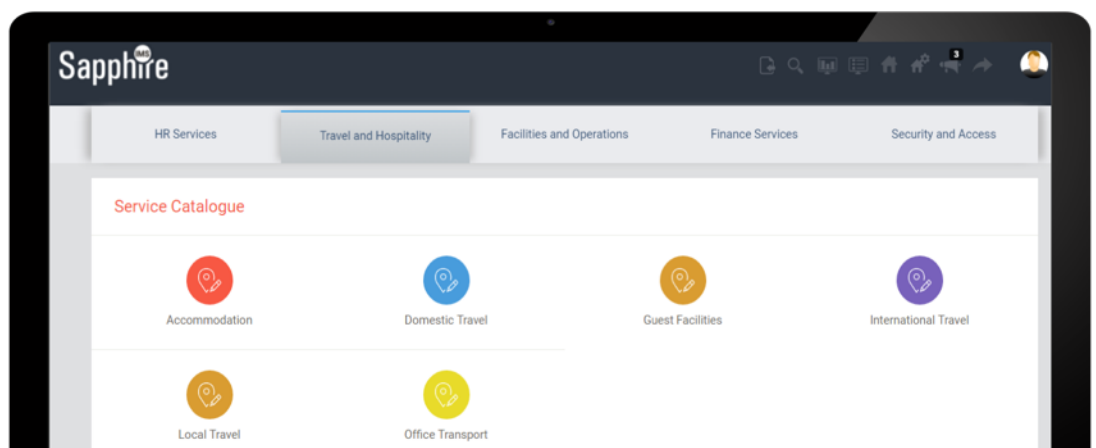 Sapphire
IMS
3
HR Services
Travel and Hospitality
Facilities and Operations
Finance Services
Security and Access
Service Catalogue
Accommodation
Domestic Travel
Guest Facilities
International Travel
Local Travel
Office Transport